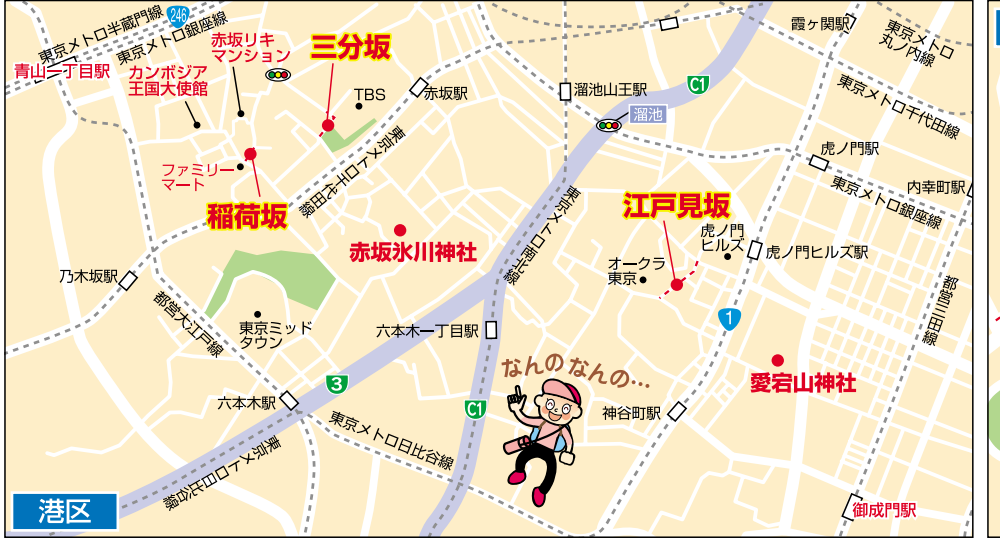 246
東京メトロ半蔵門線
東京メトロ銀座線
青山一丁目駅
赤坂リキ
マンション
カンボジア
王国大使館
三分坂
TBS
赤坂駅
溜池山王駅
C1
溜池
霞ヶ関駅
東京メトロ
丸ノ内線
東京メトロ千代田線
虎ノ門駅
内幸町駅
東京メトロ銀座線
ファミリー
マート
稲荷坂
東京メトロ千代田線
赤坂氷川神社
東京メトロ南北線
江戸見坂
虎ノ門
ヒルズ
虎ノ門ヒルズ駅
オークラ
東京
乃木坂駅
都営大江戸線
東京ミッド
タウン
六本木一丁目駅
1
都営三田線
なんのなんの…
愛宕山神社
3
六本木駅
C1
神谷町駅
東京メトロ日比谷線
東京メトロ日比谷線
港区
御成門駅